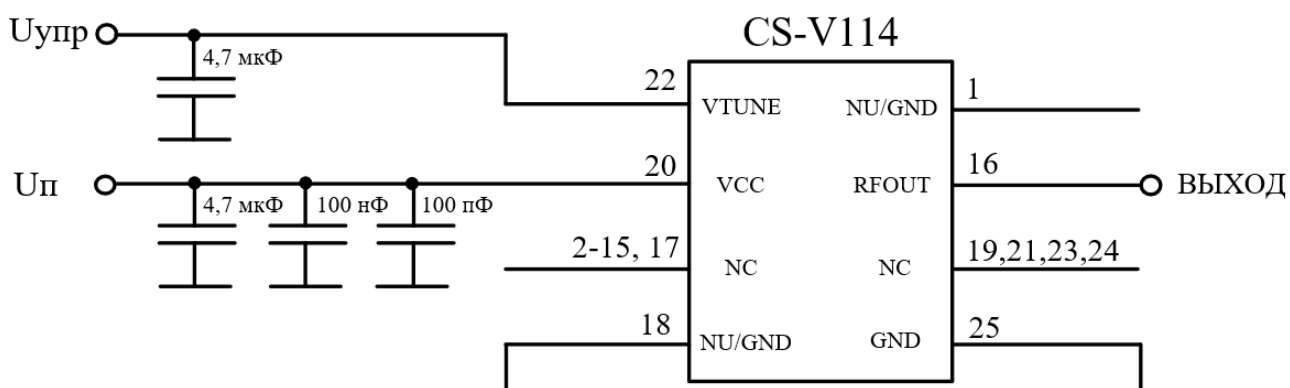 CS-V114
Uупр
4,7 мкФ
22
VTUNE
NU/GND
1
Uп
4,7 мкФ
100 нФ
100 пФ
20
VCC
RFOUT
16
ВЫХОД
2-15, 17
NC
NC
19,21,23,24
18
NU/GND
GND
25